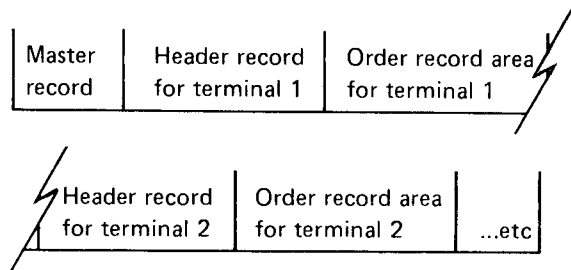 Master record
Header record for terminal 1
Order record area for terminal 1
Header record for terminal 2
Order record area for terminal 2
...etc